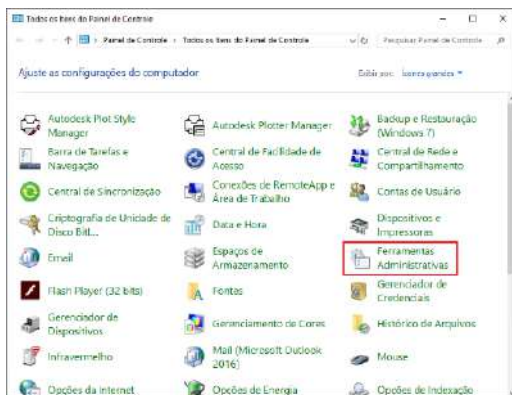 Todos os Itens do Painel de Controle
Painel de Controle › Todos os Itens do Painel de Controle
Pesquisar Painel de Controle
Ajuste as configurações do computador
Exibir por: Ícones grandes
Autodesk Plot Style
Manager
Autodesk Plotter Manager
Backup e Restauração
(Windows 7)
Barra de Tarefas e
Navegação
Central de Facilidade de
Acesso
Central de Rede e
Compartilhamento
Central de Sincronização
Conexões de RemoteApp e
Área de Trabalho
Contas de Usuário
Criptografia de Unidade de
Disco BitL...
Data e Hora
Dispositivos e
Impressoras
Email
Espaços de
Armazenamento
Ferramentas
Administrativas
Flash Player (32 bits)
Fontes
Gerenciador de
Credenciais
Gerenciador de
Dispositivos
Gerenciamento de Cores
Histórico de Arquivos
Infravermelho
Mail (Microsoft Outlook
2016)
Mouse
Opções da Internet
Opções de Energia
Opções de Indexação